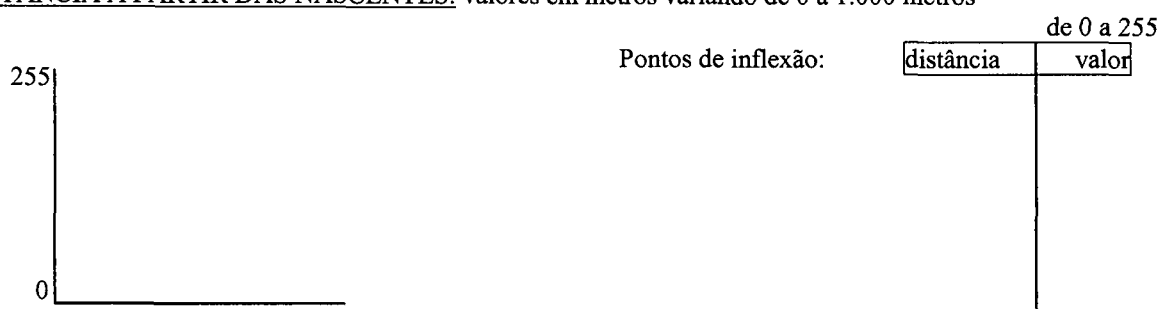 A PARTIR DAS NASCENTES: valores em metros variando de 0 a 1.000 metros
de 0 a 255
Pontos de inflexão: distância valor
255
0